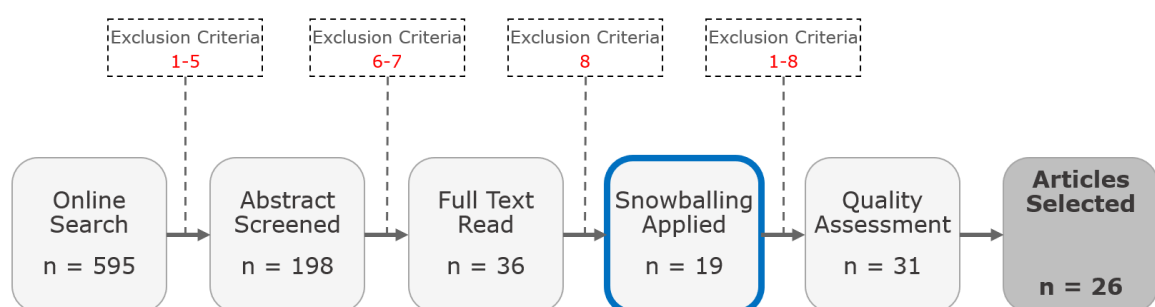 Exclusion Criteria
1-5
Exclusion Criteria
6-7
Exclusion Criteria
8
Exclusion Criteria
1-8
Online
Search
n = 595
Abstract
Screened
n = 198
Full Text
Read
n = 36
Snowballing
Applied
n = 19
Quality
Assessment
n = 31
Articles
Selected
n = 26